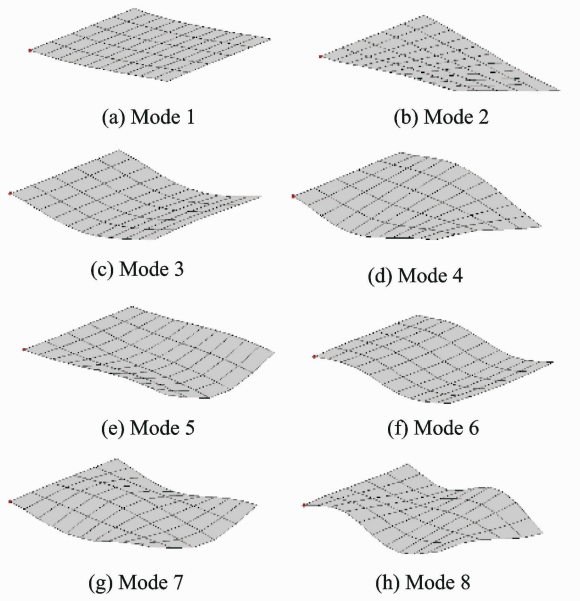 (a) Mode 1
(b) Mode 2
(c) Mode 3
(d) Mode 4
(e) Mode 5
(f) Mode 6
(g) Mode 7
(h) Mode 8